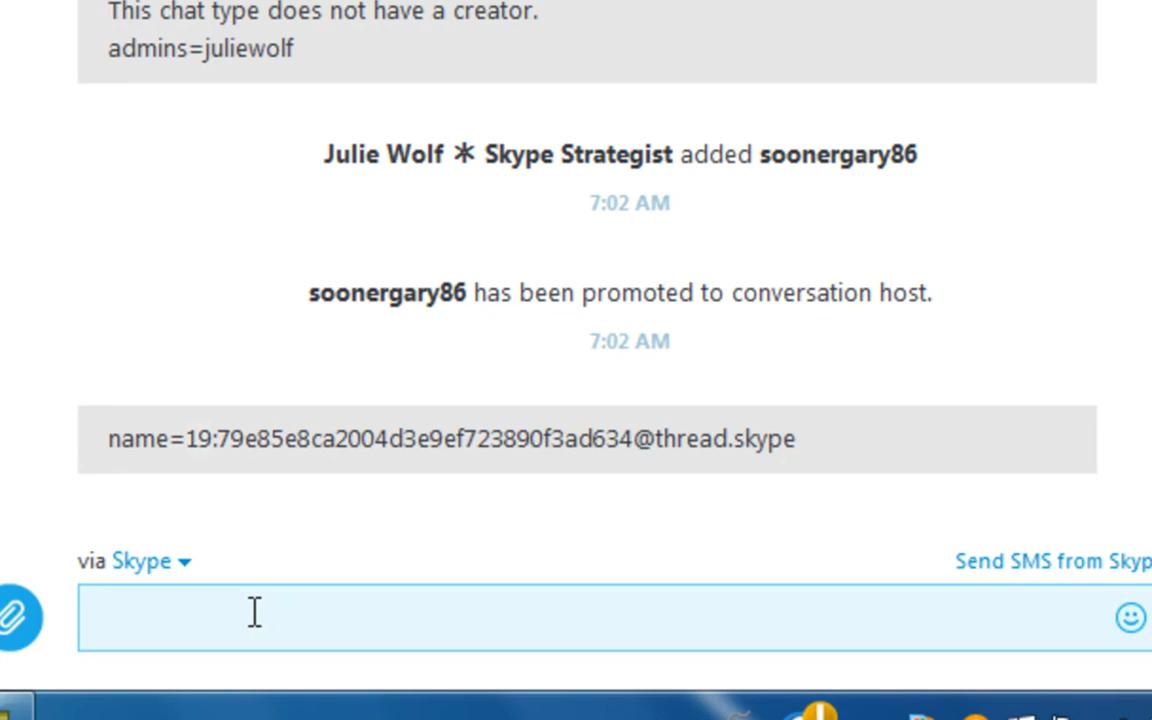 This chat type does not have a creator.
admins=juliewolf
Julie Wolf * Skype Strategist added soonergary86
7:02 AM
soonergary86 has been promoted to conversation host.
7:02 AM
name=19:79e85e8ca2004d3e9ef723890f3ad634@thread.skype
via Skype
Send SMS from Skyp